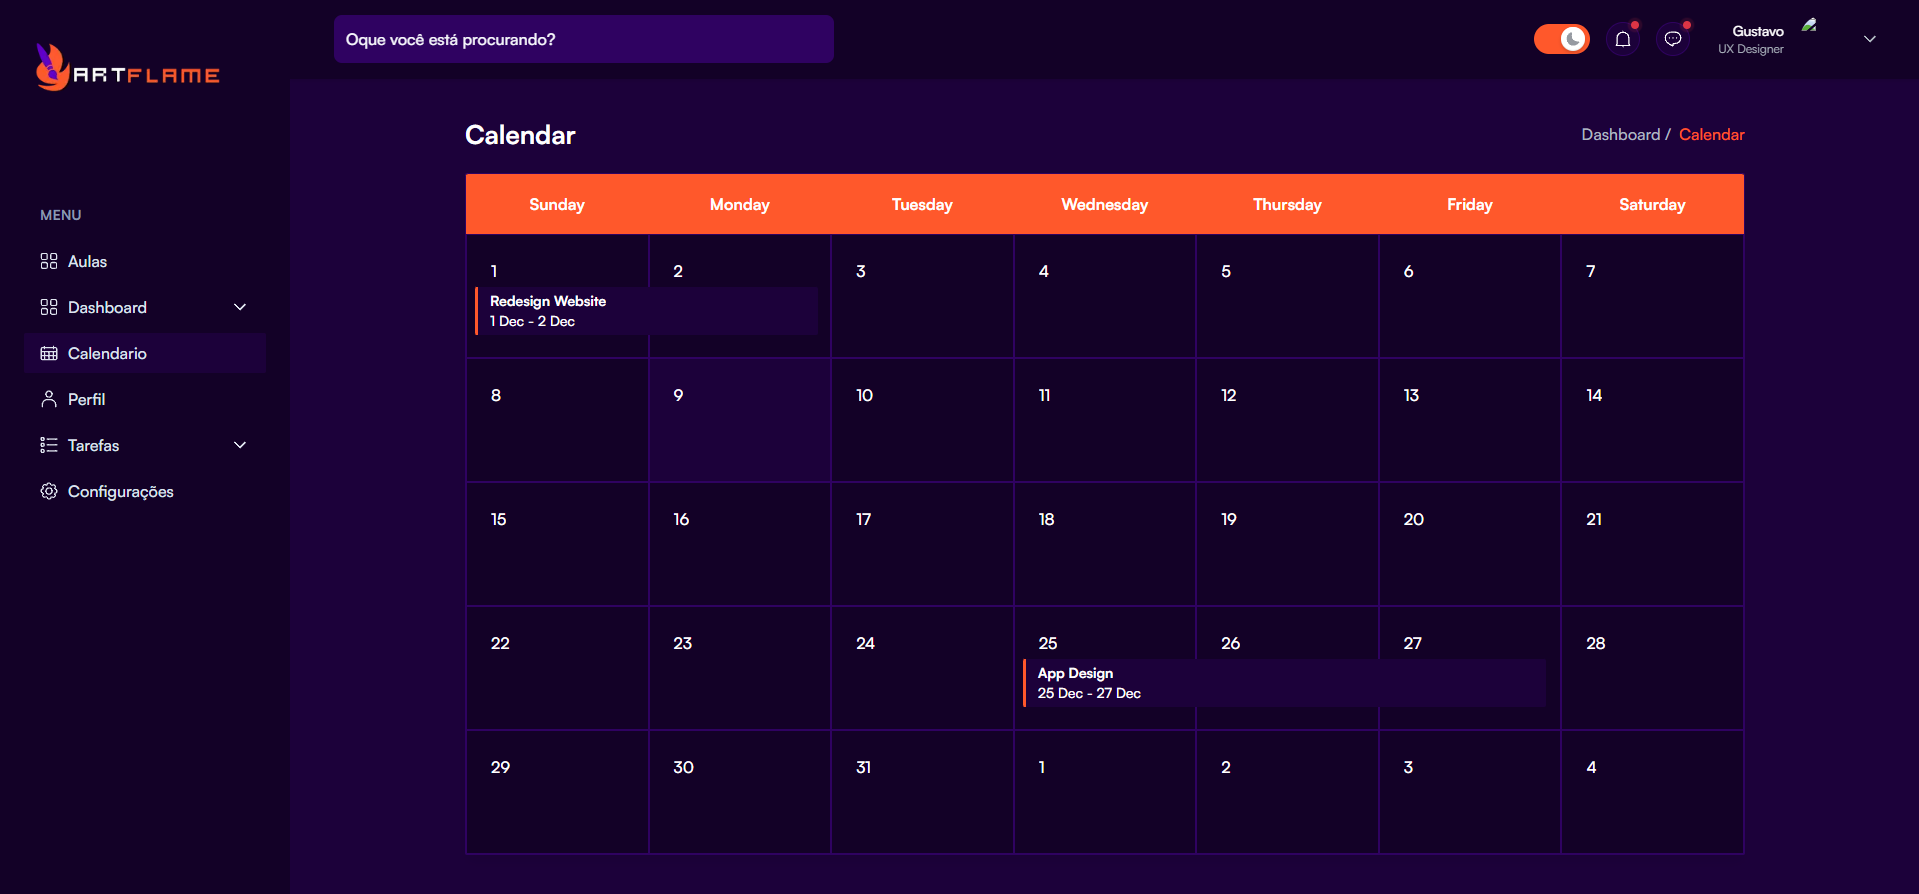 ARTFLAME
Oque você está procurando?
Gustavo
UX Designer
MENU
Aulas
Dashboard
Calendario
Perfil
Tarefas
Configurações
Calendar
Dashboard / Calendar
Sunday Monday Tuesday Wednesday Thursday Friday Saturday
1 2 3 4 5 6 7
Redesign Website
1 Dec - 2 Dec
8 9 10 11 12 13 14
15 16 17 18 19 20 21
22 23 24 25 26 27 28
App Design
25 Dec - 27 Dec
29 30 31 1 2 3 4